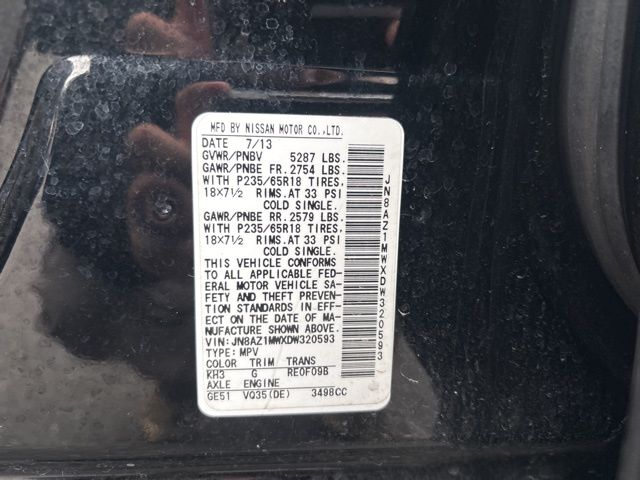 MFD BY NISSAN MOTOR CO.,LTD.
DATE 7/13
GVWR/PNBV 5287 LBS.
GAWR/PNBE FR. 2754 LBS.
WITH P235/65R18 TIRES,
18X7½ RIMS.AT 33 PSI
COLD SINGLE.
GAWR/PNBE RR. 2579 LBS.
WITH P235/65R18 TIRES,
18X7½ RIMS.AT 33 PSI
COLD SINGLE.
THIS VEHICLE CONFORMS
TO ALL APPLICABLE FED-
ERAL MOTOR VEHICLE SA-
FETY AND THEFT PREVEN-
TION STANDARDS IN EFF-
ECT ON THE DATE OF MA-
NUFACTURE SHOWN ABOVE.
VIN: JN8AZ1MWXDW320593
TYPE: MPV
COLOR TRIM TRANS
KH3 G RE0F09B
AXLE ENGINE
GE51 VQ35(DE) 3498CC
JN8AZ1MWXDW320593